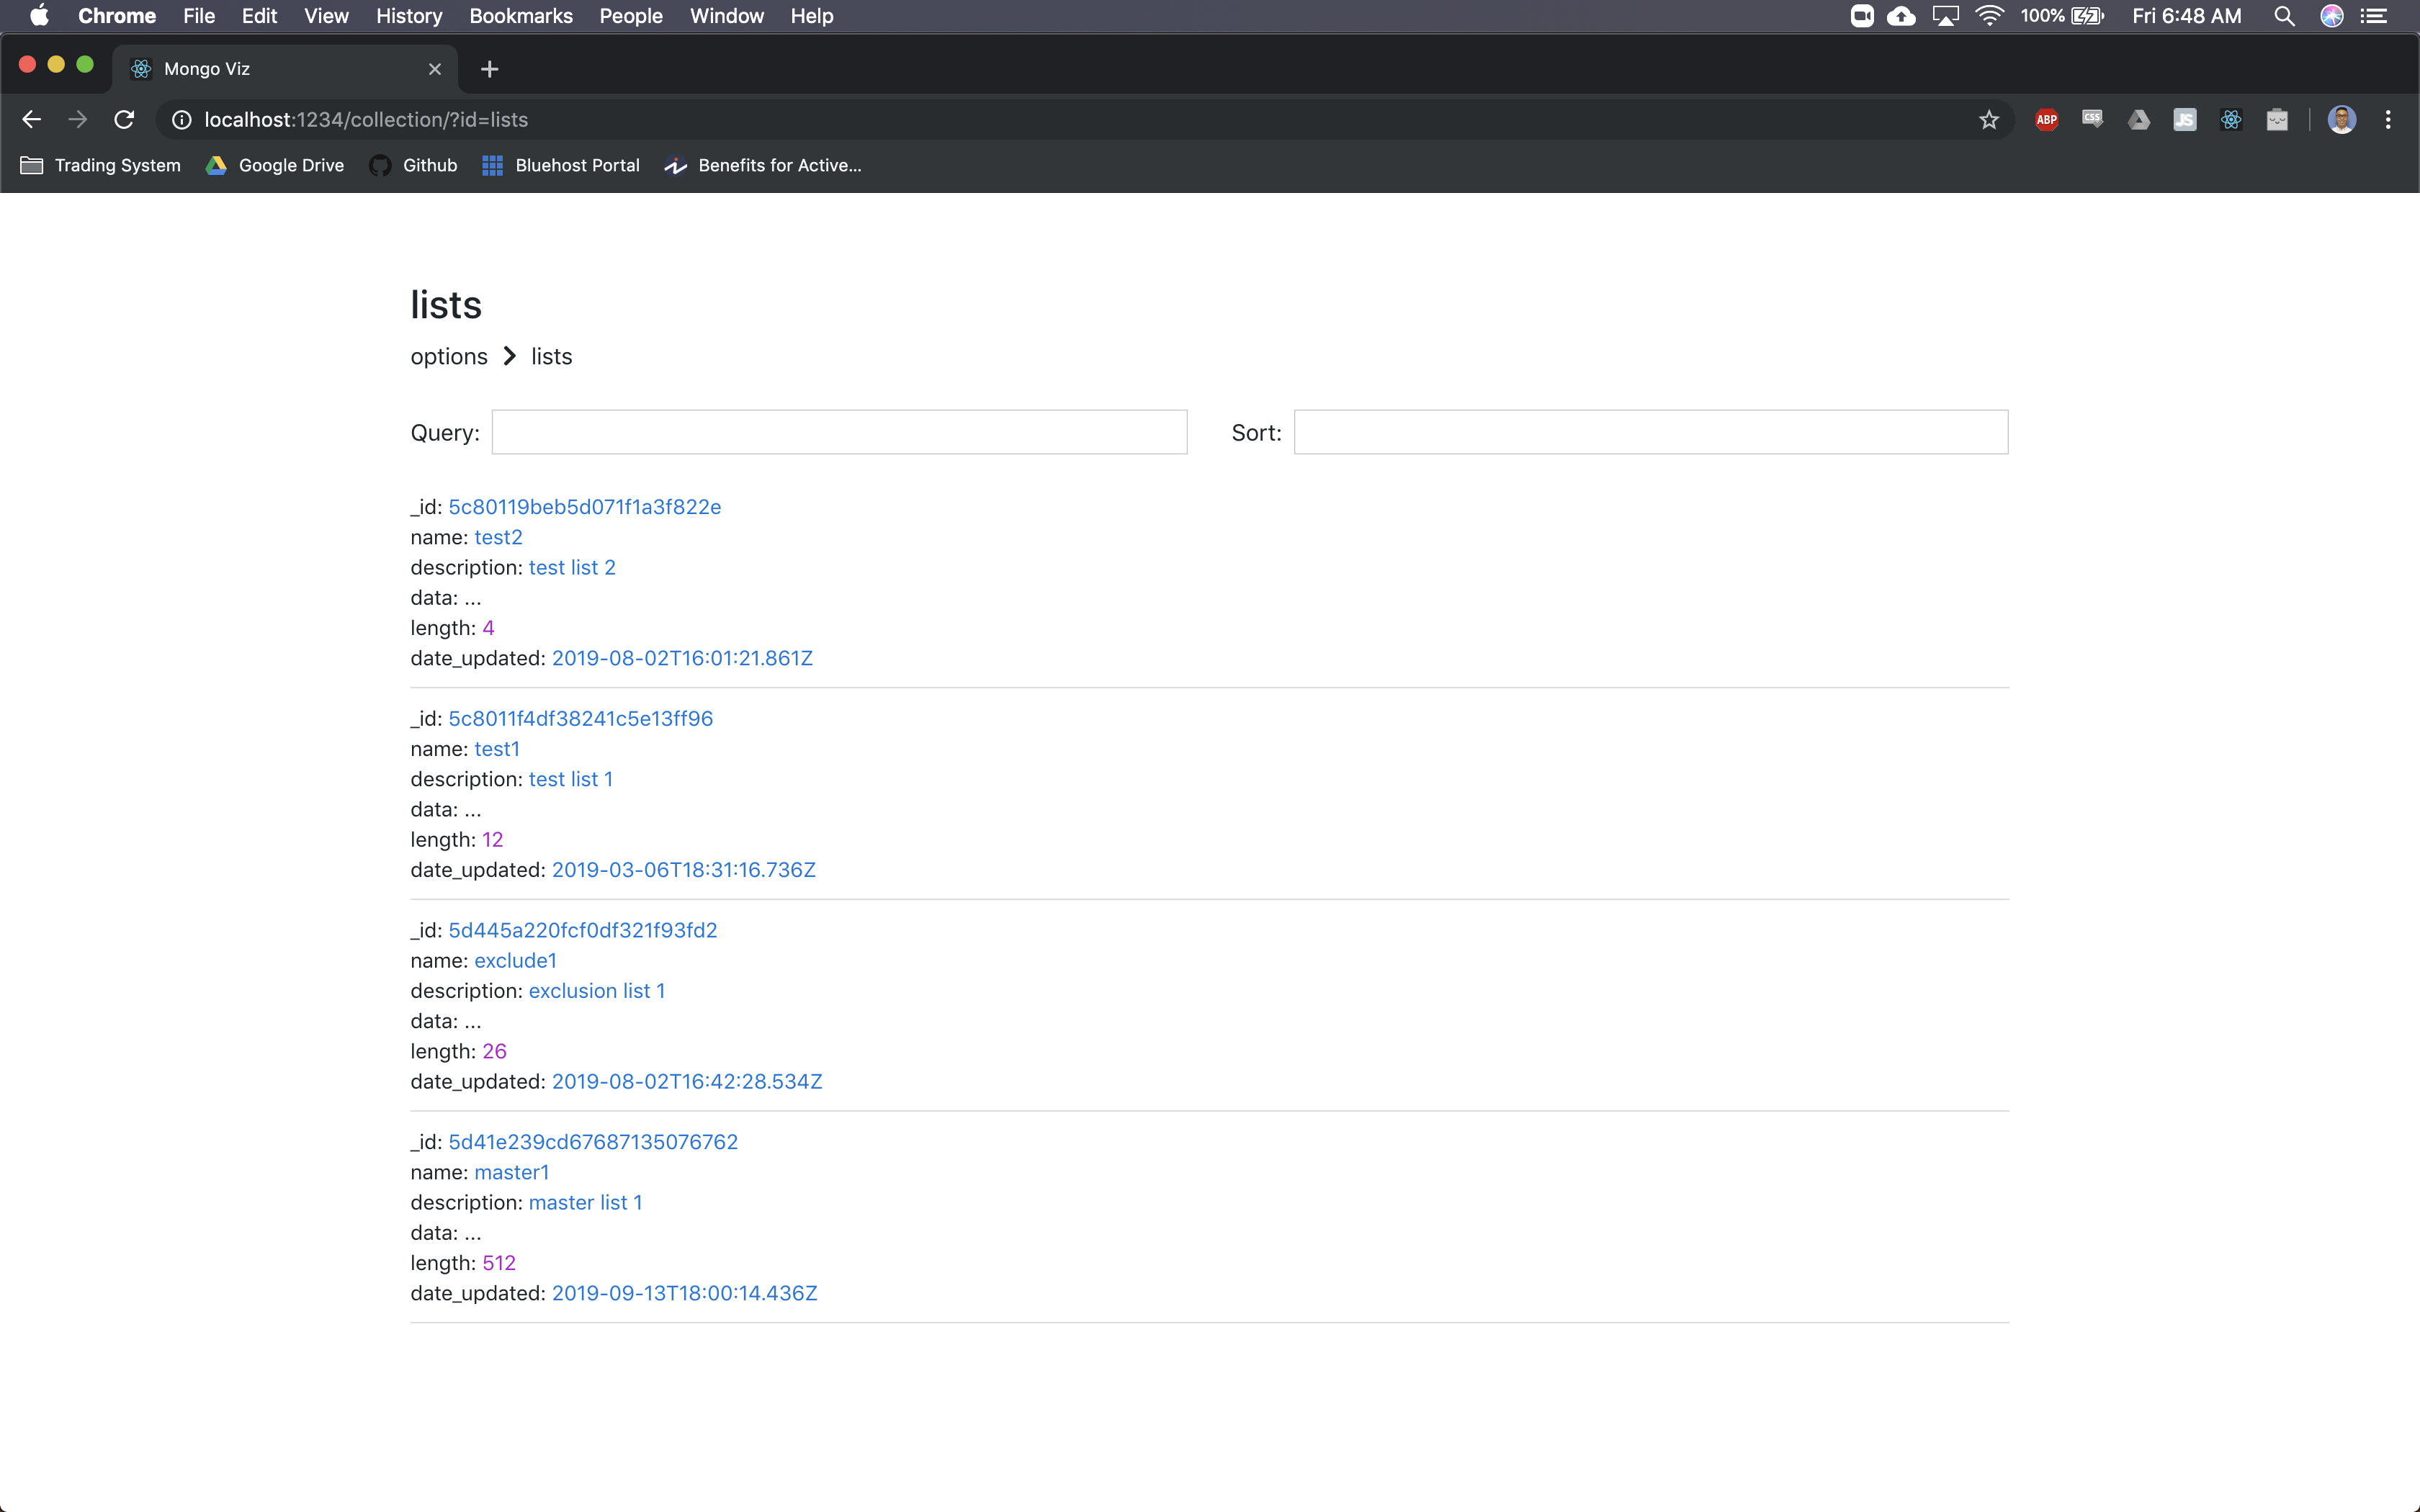 Chrome File Edit View History Bookmarks People Window Help 100% Fri 6:48 AM
Mongo Viz
localhost:1234/collection/?id=lists ABP CSS JS
Trading System Google Drive Github Bluehost Portal Benefits for Active...
lists
options lists
Query: Sort:
_id: 5c80119beb5d071f1a3f822e
name: test2
description: test list 2
data: ...
length: 4
date_updated: 2019-08-02T16:01:21.861Z
_id: 5c8011f4df38241c5e13ff96
name: test1
description: test list 1
data: ...
length: 12
date_updated: 2019-03-06T18:31:16.736Z
_id: 5d445a220fcf0df321f93fd2
name: exclude1
description: exclusion list 1
data: ...
length: 26
date_updated: 2019-08-02T16:42:28.534Z
_id: 5d41e239cd67687135076762
name: master1
description: master list 1
data: ...
length: 512
date_updated: 2019-09-13T18:00:14.436Z